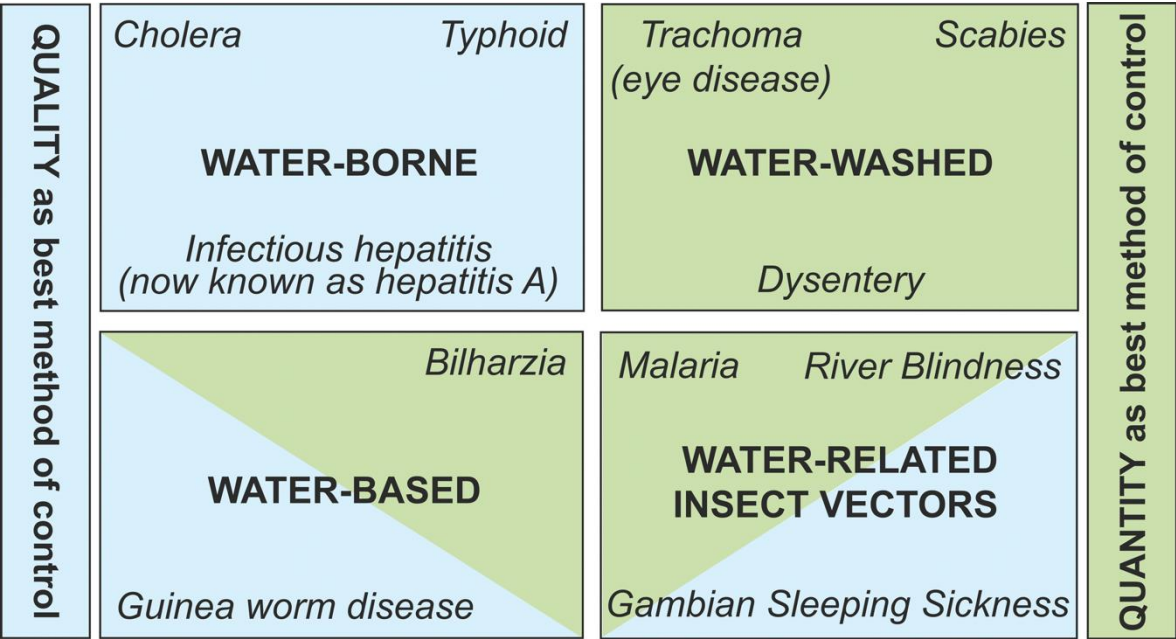 QUALITY as best method of control
Cholera
Typhoid
WATER-BORNE
Infectious hepatitis
(now known as hepatitis A)
Trachoma
(eye disease)
Scabies
WATER-WASHED
Dysentery
Bilharzia
WATER-BASED
Guinea worm disease
Malaria
River Blindness
WATER-RELATED
INSECT VECTORS
Gambian Sleeping Sickness
QUANTITY as best method of control